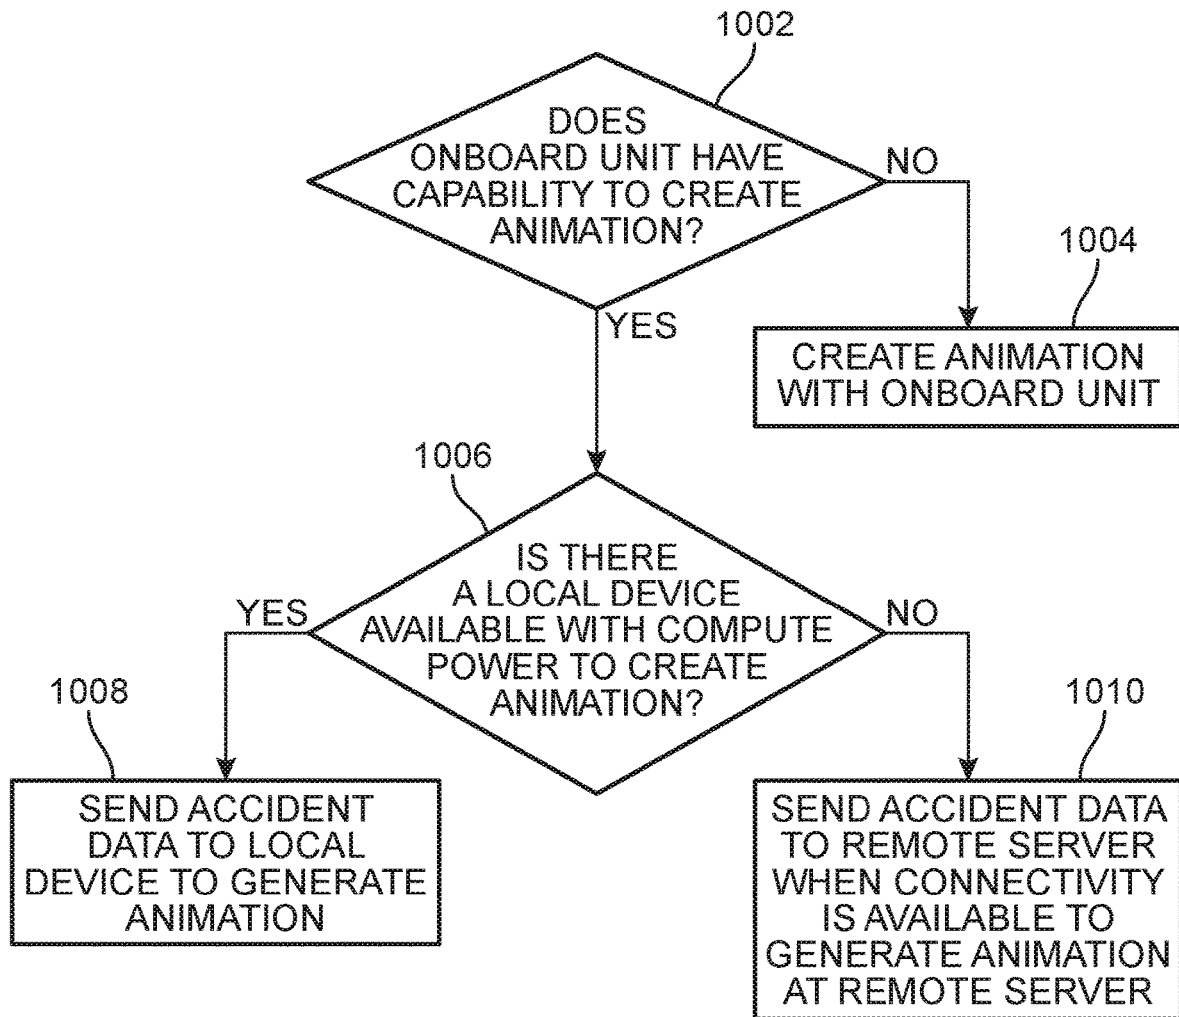 1002
DOES
ONBOARD UNIT HAVE
CAPABILITY TO CREATE
ANIMATION?
NO
YES
1004
CREATE ANIMATION
WITH ONBOARD UNIT
1006
IS THERE
A LOCAL DEVICE
AVAILABLE WITH COMPUTE
POWER TO CREATE
ANIMATION?
YES
NO
1008
SEND ACCIDENT
DATA TO LOCAL
DEVICE TO GENERATE
ANIMATION
1010
SEND ACCIDENT DATA
TO REMOTE SERVER
WHEN CONNECTIVITY
IS AVAILABLE TO
GENERATE ANIMATION
AT REMOTE SERVER